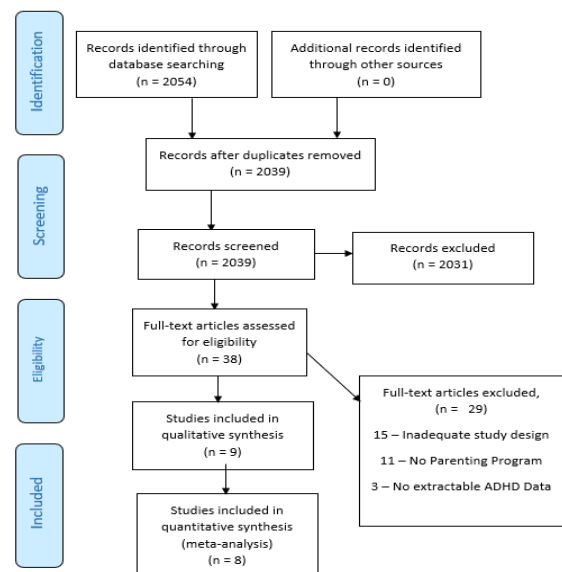 Identification
Records identified through
database searching
(n = 2054)
Additional records identified
through other sources
(n = 0)
Records after duplicates removed
(n = 2039)
Screening
Records screened
(n = 2039)
Records excluded
(n = 2031)
Eligibility
Full-text articles assessed
for eligibility
(n = 38)
Full-text articles excluded,
(n = 29)
15 – Inadequate study design
11 – No Parenting Program
3 – No extractable ADHD Data
Studies included in
qualitative synthesis
(n = 9)
Included
Studies included in
quantitative synthesis
(meta-analysis)
(n = 8)